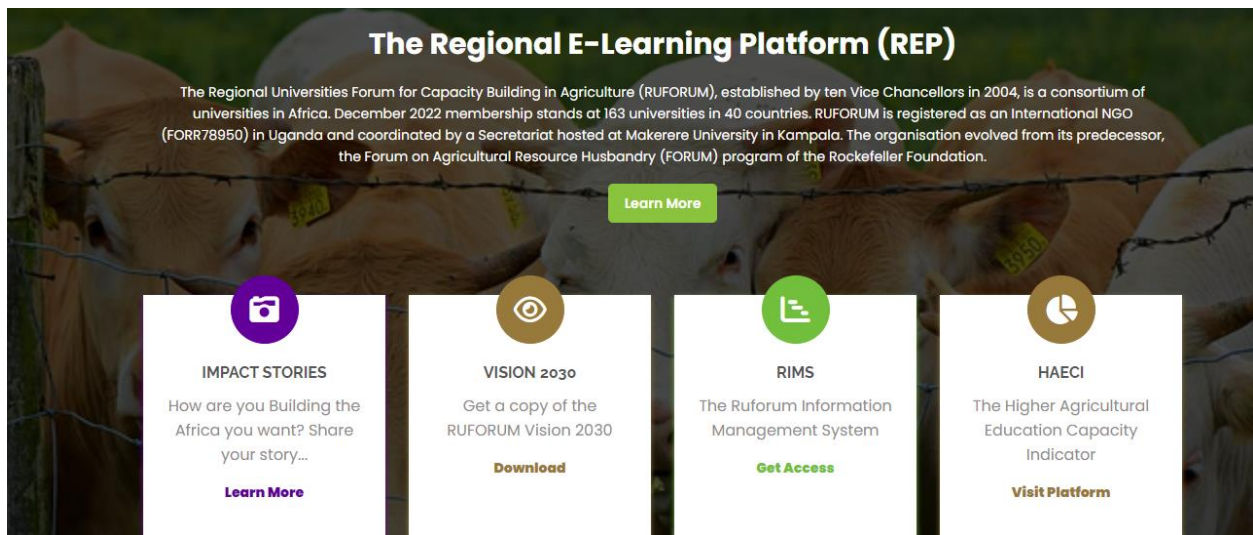 The Regional E-Learning Platform (REP)
The Regional Universities Forum for Capacity Building in Agriculture (RUFORUM), established by ten Vice Chancellors in 2004, is a consortium of
universities in Africa. December 2022 membership stands at 163 universities in 40 countries. RUFORUM is registered as an International NGO
(FORR78950) in Uganda and coordinated by a Secretariat hosted at Makerere University in Kampala. The organisation evolved from its predecessor,
the Forum on Agricultural Resource Husbandry (FORUM) program of the Rockefeller Foundation.
3940
Learn More
3950
IMPACT STORIES
How are you Building the
Africa you want? Share
your story...
Learn More
VISION 2030
Get a copy of the
RUFORUM Vision 2030
Download
RIMS
The Ruforum Information
Management System
Get Access
HAECI
The Higher Agricultural
Education Capacity
Indicator
Visit Platform